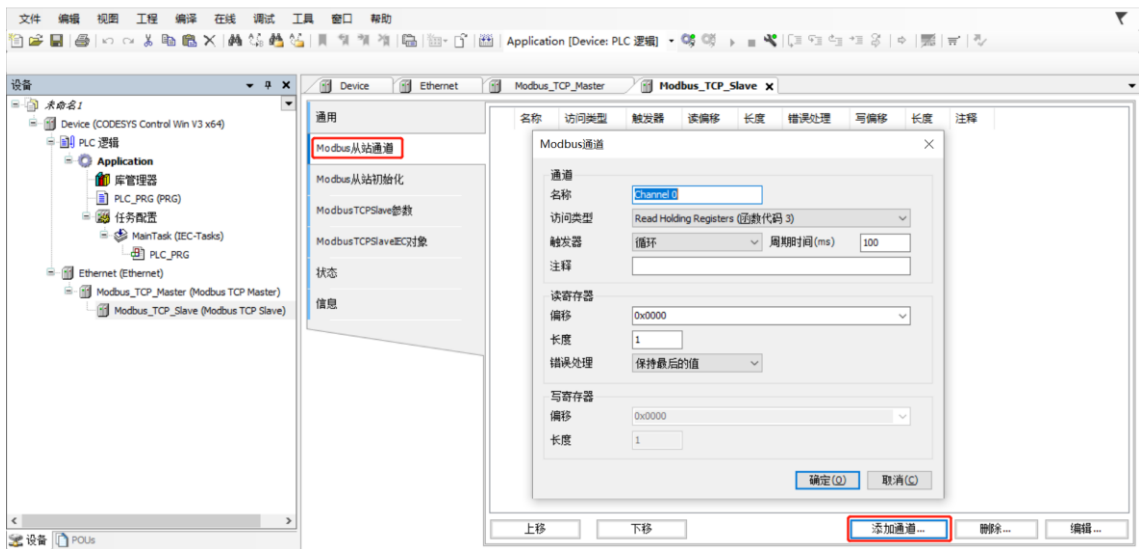 文件 编辑 视图 工程 编译 在线 调试 工具 窗口 帮助
Application [Device: PLC 逻辑]
设备
未命名1
Device (CODESYS Control Win V3 x64)
PLC 逻辑
Application
库管理器
PLC_PRG (PRG)
任务配置
MainTask (IEC-Tasks)
PLC_PRG
Ethernet (Ethernet)
Modbus_TCP_Master (Modbus TCP Master)
Modbus_TCP_Slave (Modbus TCP Slave)
设备 POUs
Device Ethernet Modbus_TCP_Master Modbus_TCP_Slave
通用
Modbus从站通道
Modbus从站初始化
ModbusTCPSlave参数
ModbusTCPSlaveIEC对象
状态
信息
名称 访问类型 触发器 读偏移 长度 错误处理 写偏移 长度 注释
Modbus通道
通道
名称 Channel 0
访问类型 Read Holding Registers (函数代码 3)
触发器 循环 周期时间(ms) 100
注释
读寄存器
偏移 0x0000
长度 1
错误处理 保持最后的值
写寄存器
偏移 0x0000
长度 1
确定(O) 取消(C)
上移 下移 添加通道... 删除... 编辑...